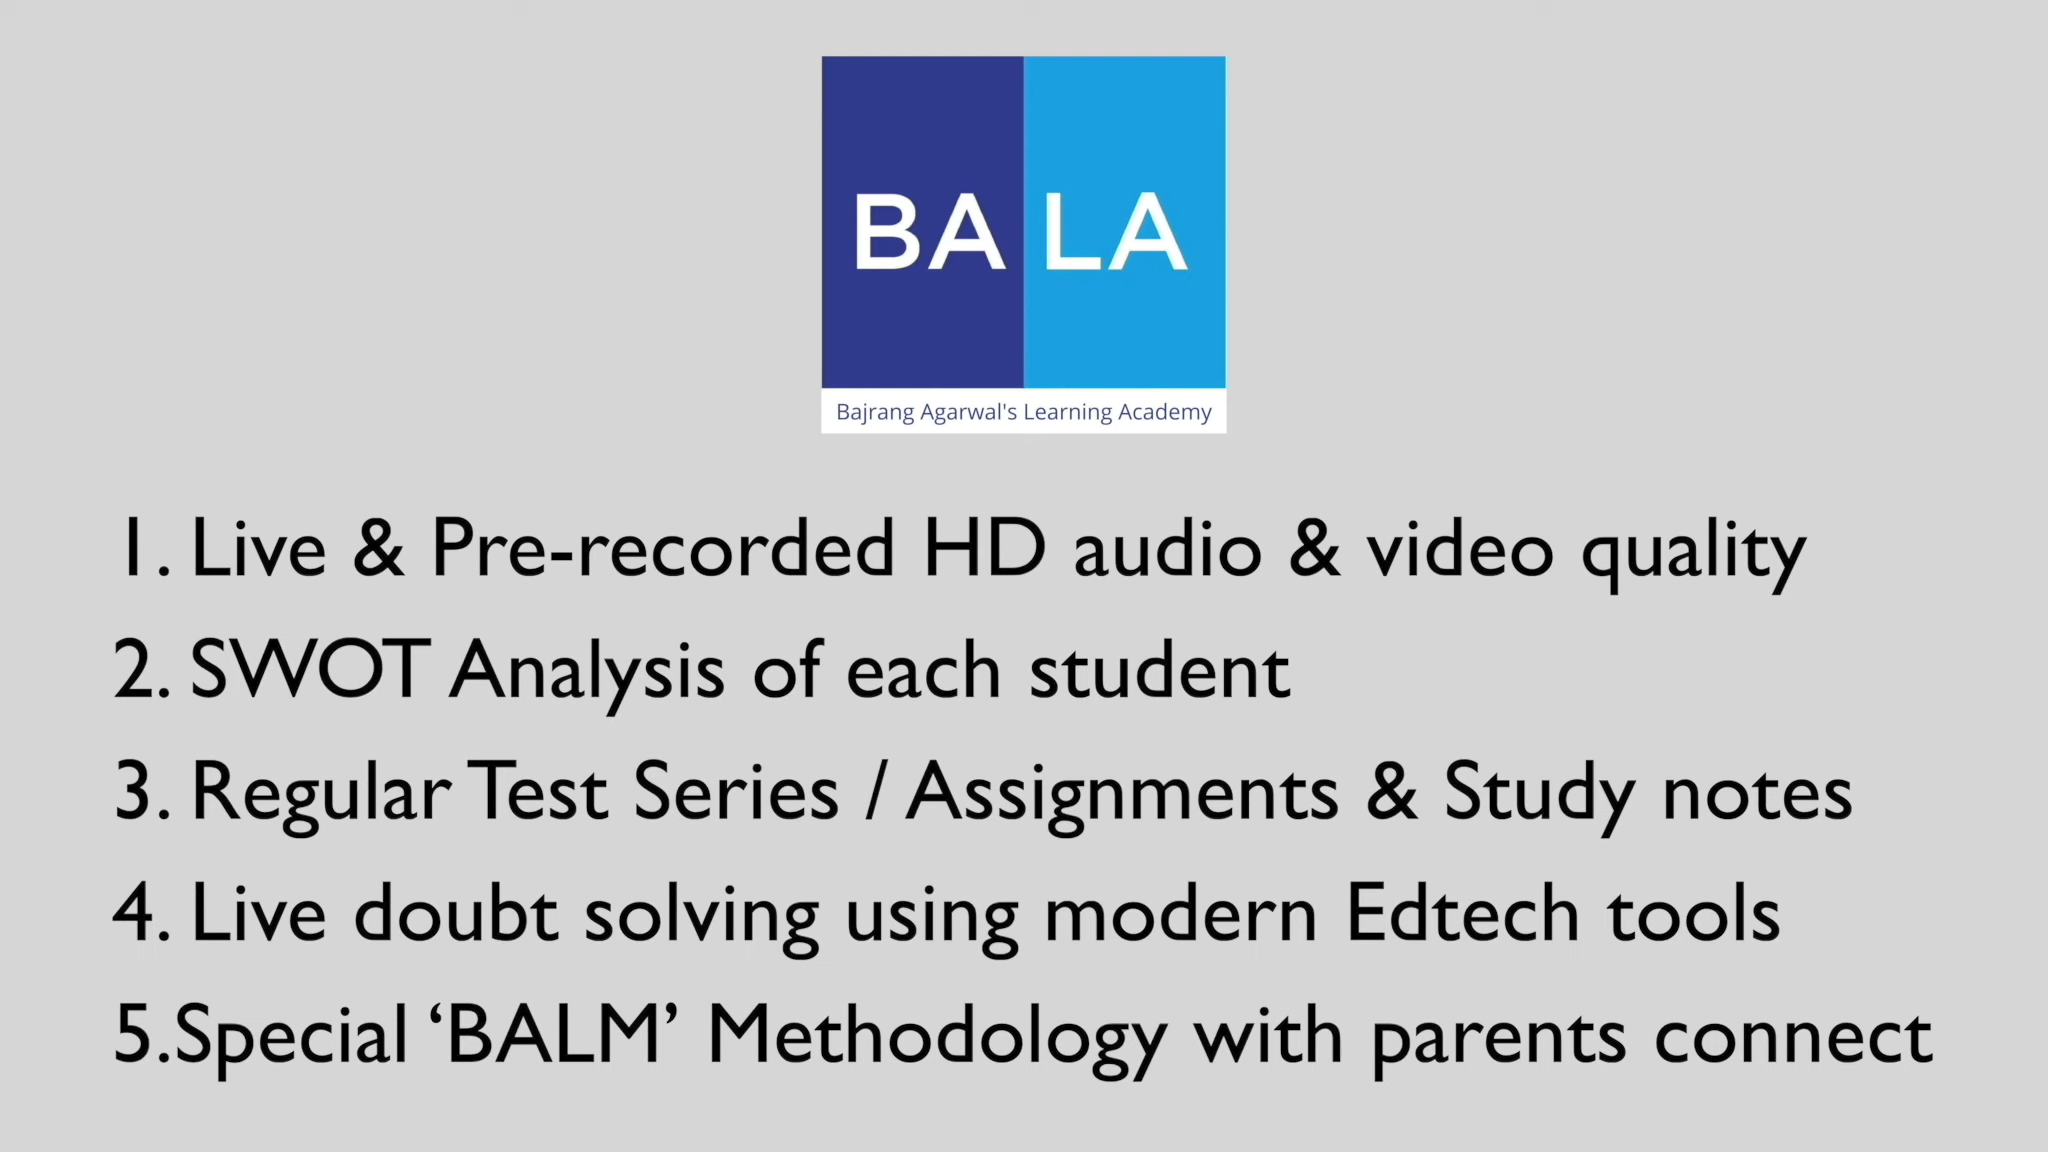 BA LA
Bajrang Agarwal's Learning Academy
1. Live & Pre-recorded HD audio & video quality
2. SWOT Analysis of each student
3. Regular Test Series / Assignments & Study notes
4. Live doubt solving using modern Edtech tools
5.Special ‘BALM’ Methodology with parents connect